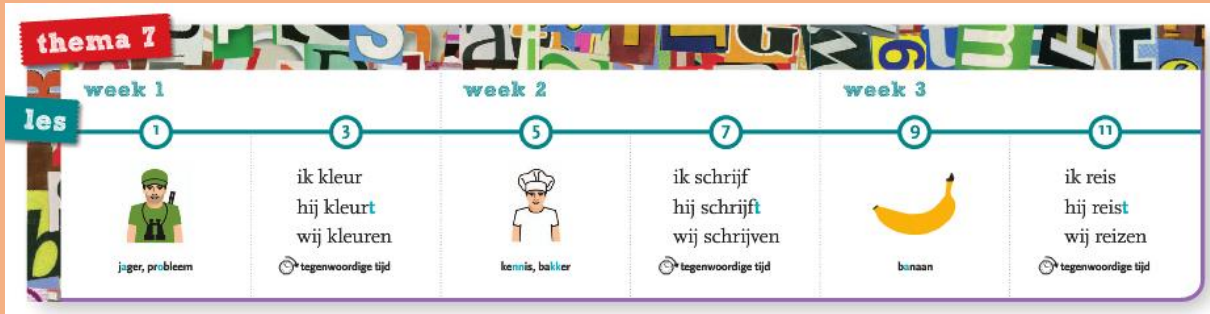 thema 7
week 1
week 2
week 3
les
1
3
5
7
9
11
ik kleur
hij kleurt
wij kleuren
ik schrijf
hij schrijft
wij schrijven
ik reis
hij reist
wij reizen
jager, probleem
tegenwoordige tijd
kennis, bakker
tegenwoordige tijd
banaan
tegenwoordige tijd